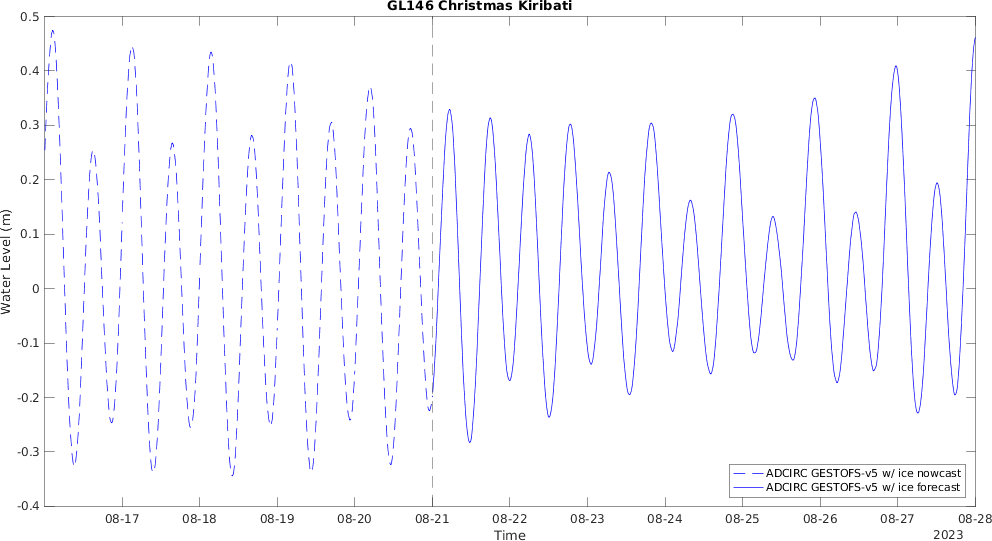 GL146 Christmas Kiribati
Water Level (m)
0.5
0.4
0.3
0.2
0.1
0
-0.1
-0.2
-0.3
-0.4
ADCIRC GESTOFS-v5 w/ ice nowcast
ADCIRC GESTOFS-v5 w/ ice forecast
08-17 08-18 08-19 08-20 08-21 08-22 08-23 08-24 08-25 08-26 08-27 08-28
Time
2023